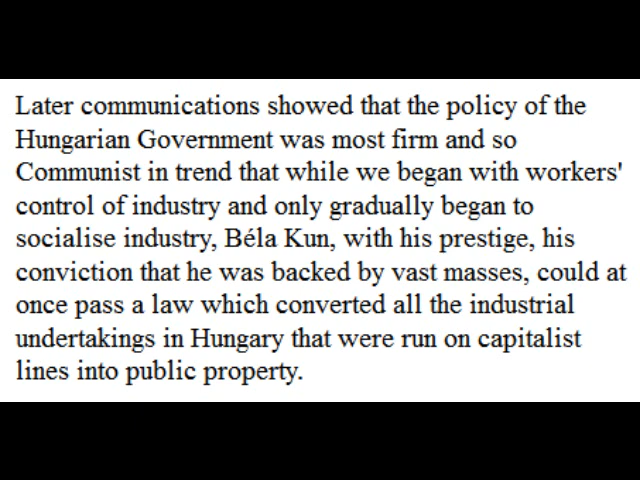 Later communications showed that the policy of the
Hungarian Government was most firm and so
Communist in trend that while we began with workers'
control of industry and only gradually began to
socialise industry, Béla Kun, with his prestige, his
conviction that he was backed by vast masses, could at
once pass a law which converted all the industrial
undertakings in Hungary that were run on capitalist
lines into public property.